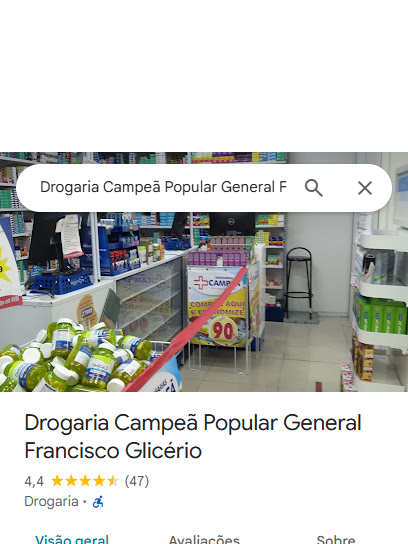 Drogaria Campeã Popular General F
CAMPEÃ
COMPRE AQUI
E ECONOMIZE
90
Drogaria Campeã Popular General
Francisco Glicério
4,4 (47)
Drogaria •
Visão geral Avaliações Sobre